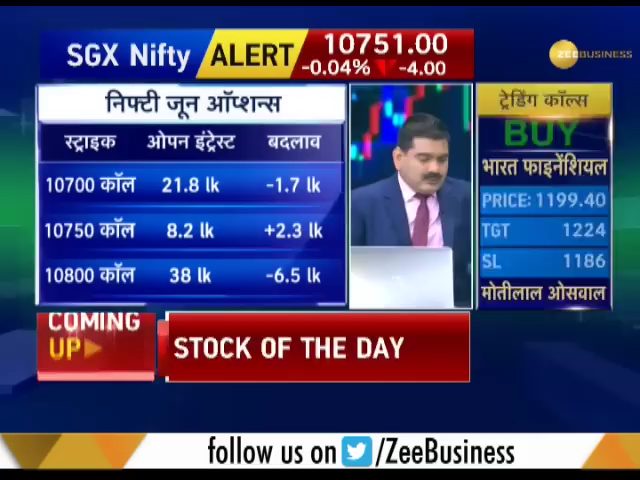 SGX Nifty
ALERT
10751.00
-0.04% -4.00
ZEEBUSINESS
निफ्टी जून ऑप्शन्स
स्ट्राइक ओपन इंट्रेस्ट बदलाव
10700 कॉल 21.8 lk -1.7 lk
10750 कॉल 8.2 lk +2.3 lk
10800 कॉल 38 lk -6.5 lk
ट्रेडिंग कॉल्स
BUY
भारत फाइनेंशियल
PRICE: 1199.40
TGT 1224
SL 1186
मोतीलाल ओसवाल
COMING
UP
STOCK OF THE DAY
follow us on /ZeeBusiness